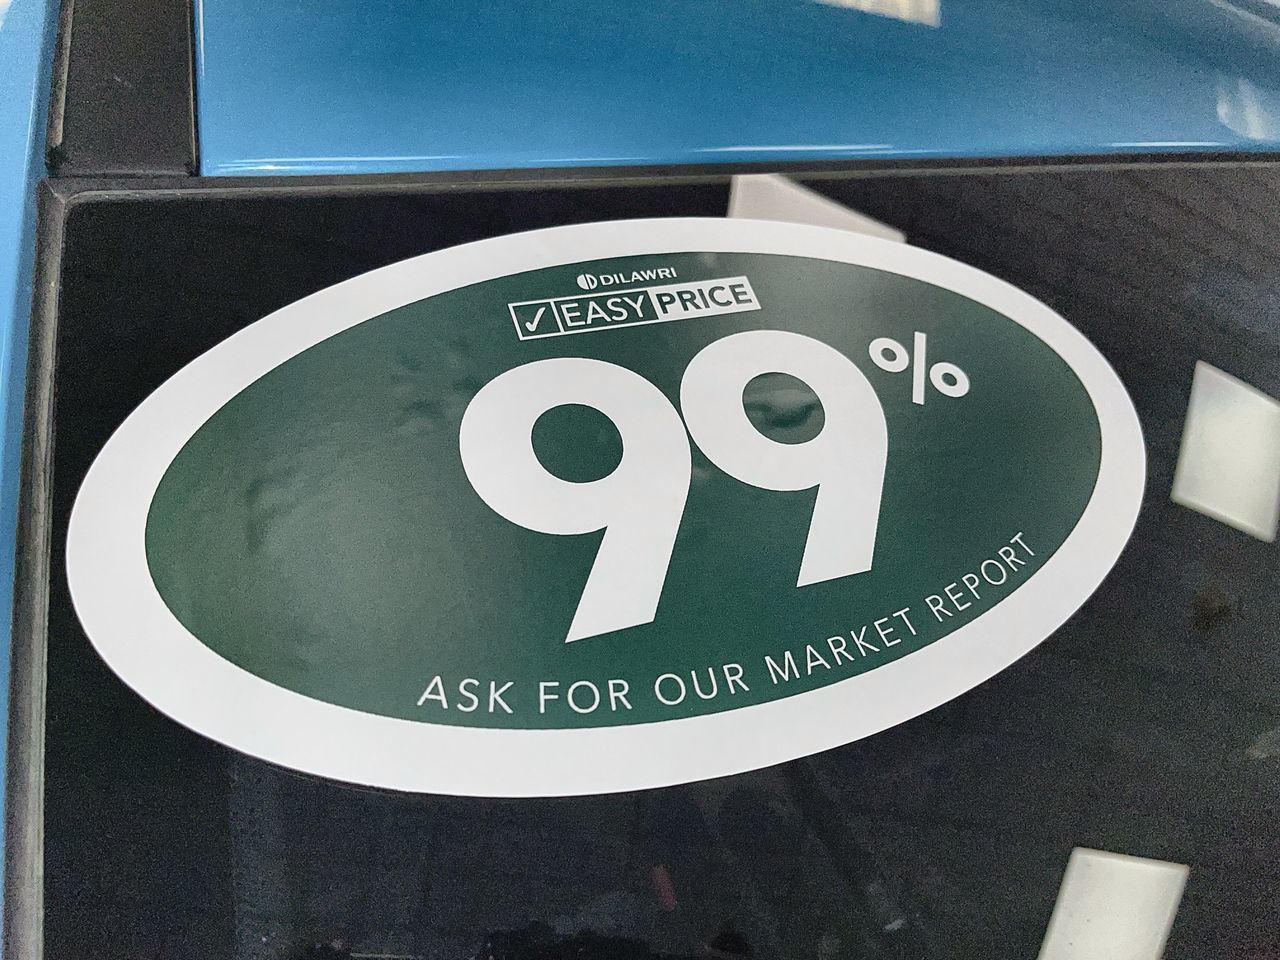 DILAWRI
✓ EASY PRICE
99%
ASK FOR OUR MARKET REPORT